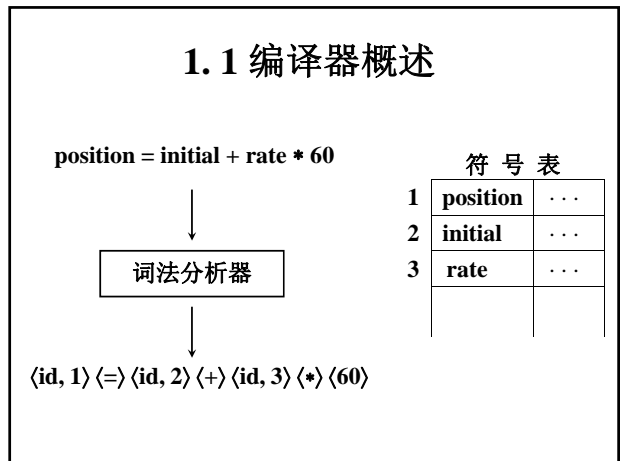 1. 1 编译器概述
position = initial + rate * 60
词法分析器
⟨id, 1⟩ ⟨=⟩ ⟨id, 2⟩ ⟨+⟩ ⟨id, 3⟩ ⟨*⟩ ⟨60⟩
符 号 表
1 position · · ·
2 initial · · ·
3 rate · · ·